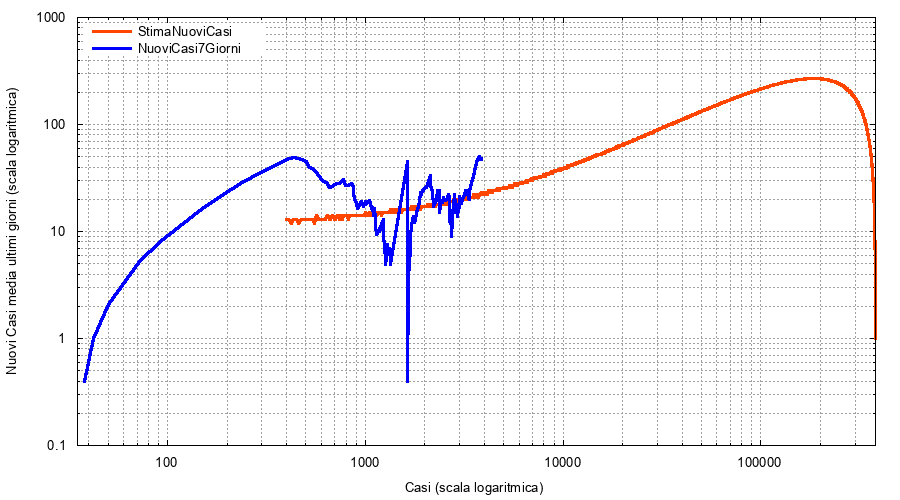 1000
StimaNuoviCasi
NuoviCasi7Giorni
100
10
1
0.1
Nuovi Casi media ultimi giorni (scala logaritmica)
100
1000
10000
100000
Casi (scala logaritmica)